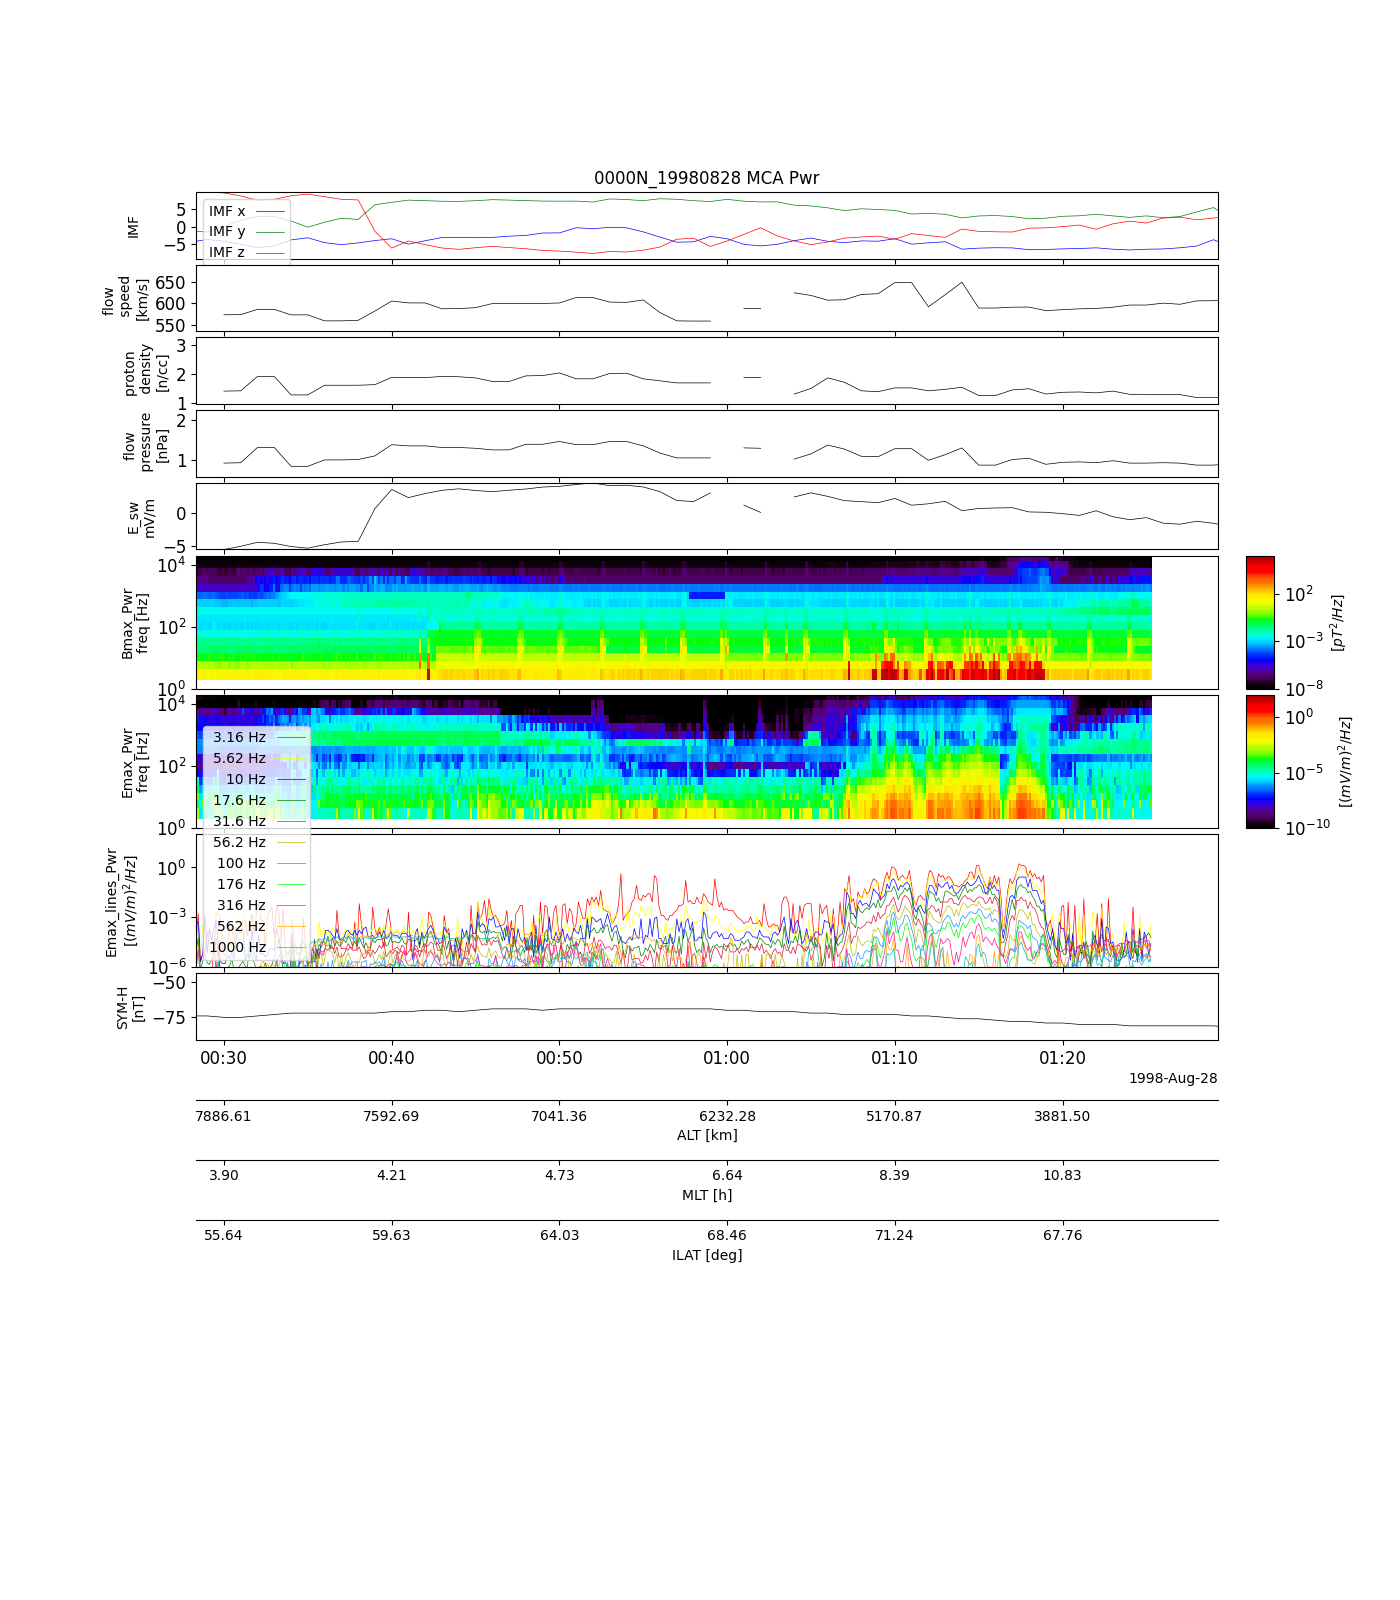 0000N_19980828 MCA Pwr
IMF
5
0
−5
IMF x
IMF y
IMF z
flow
speed
[km/s]
650
600
550
proton
density
[n/cc]
3
2
1
flow
pressure
[nPa]
2
1
E_sw
mV/m
0
−5
Bmax_Pwr
freq [Hz]
10^4
10^2
10^0
10^2
10^−3
10^−8
[pT^2/Hz]
Emax_Pwr
freq [Hz]
10^4
10^2
10^0
10^0
10^−5
10^−10
[(mV/m)^2/Hz]
3.16 Hz
5.62 Hz
10 Hz
17.6 Hz
31.6 Hz
56.2 Hz
100 Hz
176 Hz
316 Hz
562 Hz
1000 Hz
Emax_lines_Pwr
[(mV/m)^2/Hz]
10^0
10^−3
10^−6
SYM-H
[nT]
−50
−75
00:30 00:40 00:50 01:00 01:10 01:20
1998-Aug-28
7886.61 7592.69 7041.36 6232.28 5170.87 3881.50
ALT [km]
3.90 4.21 4.73 6.64 8.39 10.83
MLT [h]
55.64 59.63 64.03 68.46 71.24 67.76
ILAT [deg]